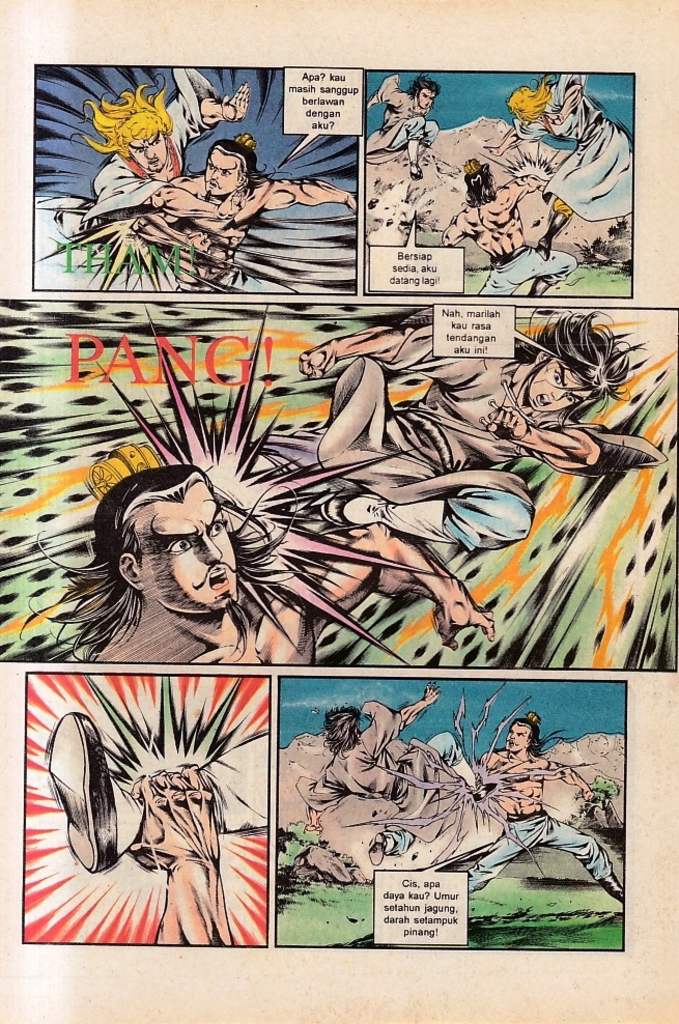 Apa? kau
masih sanggup
berlawan
dengan
aku?
THAM!
Bersiap
sedia, aku
datang lagi!
PANG!
Nah, marilah
kau rasa
tendangan
aku ini!
Cis, apa
daya kau? Umur
setahun jagung,
darah setampuk
pinang!